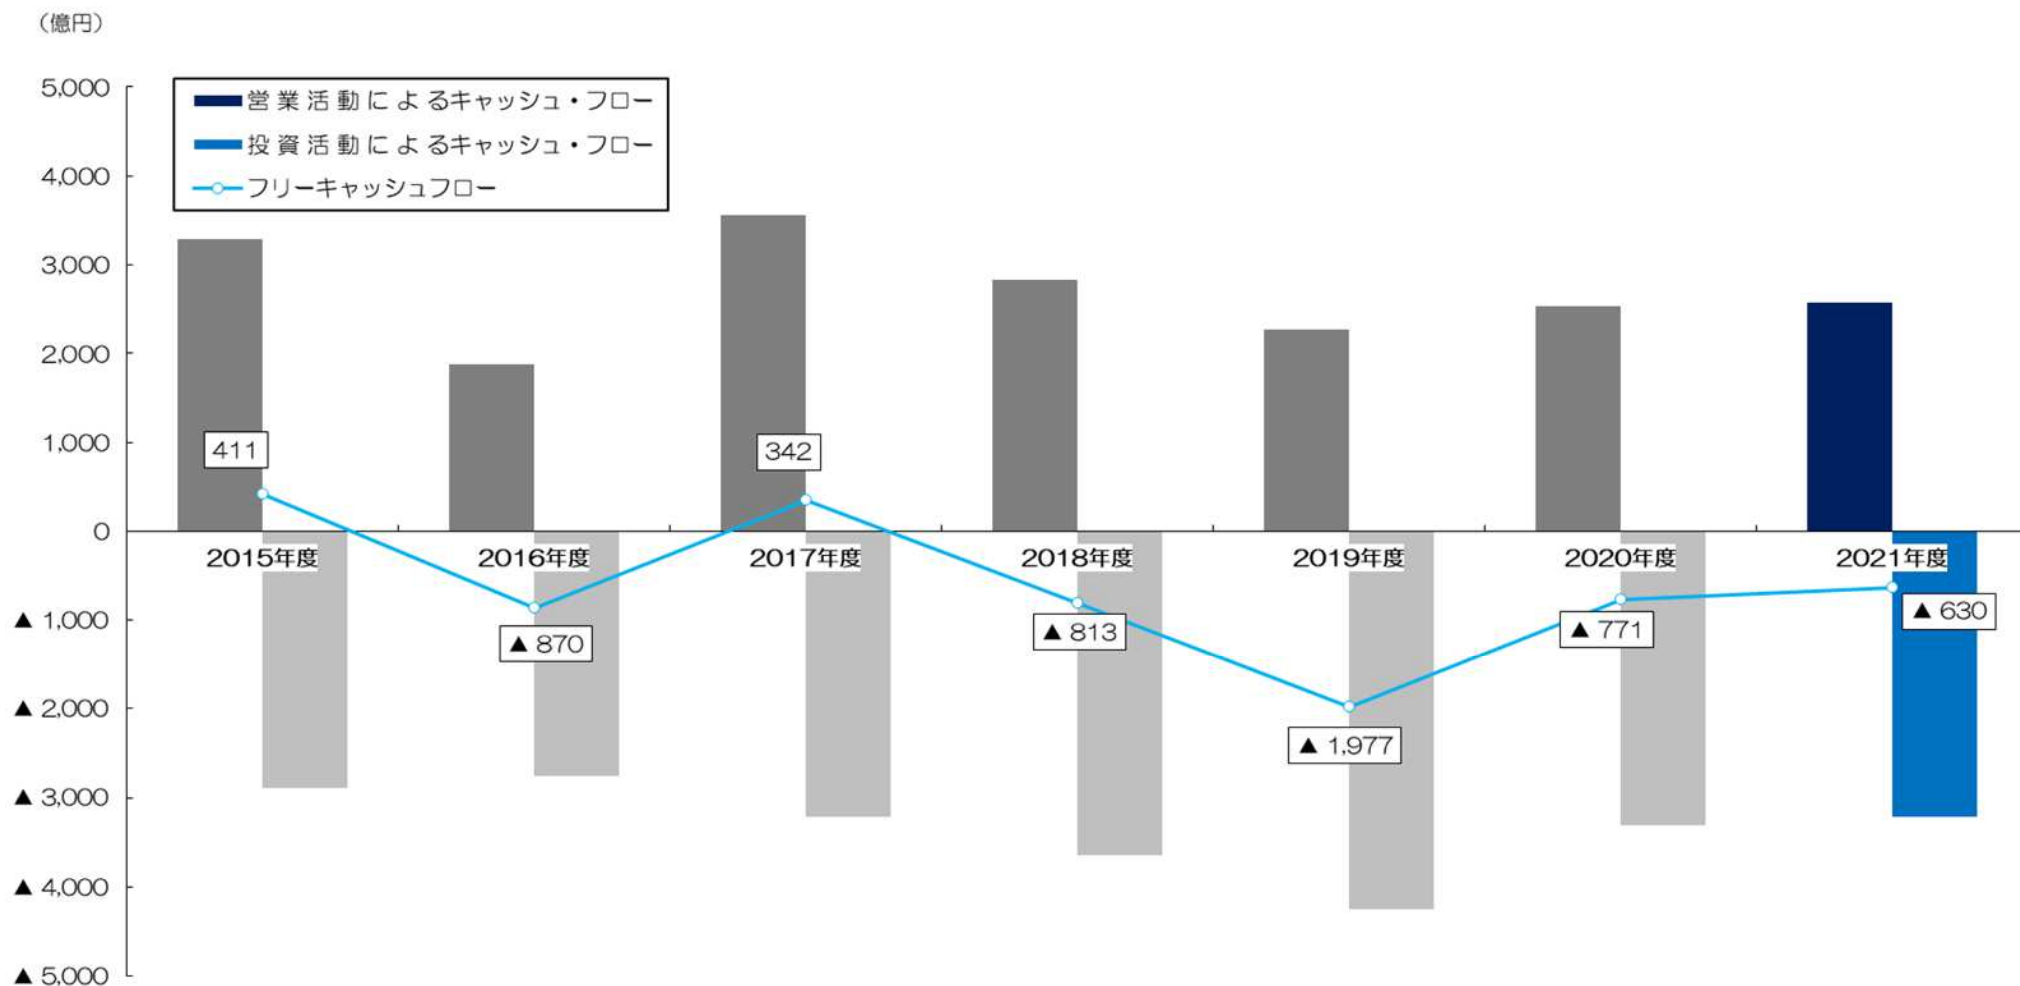 （億円）
5,000
4,000
3,000
2,000
1,000
0
▲ 1,000
▲ 2,000
▲ 3,000
▲ 4,000
▲ 5,000
営業活動によるキャッシュ・フロー
投資活動によるキャッシュ・フロー
フリーキャッシュフロー
411
▲ 870
342
▲ 813
▲ 1,977
▲ 771
▲ 630
2015年度
2016年度
2017年度
2018年度
2019年度
2020年度
2021年度